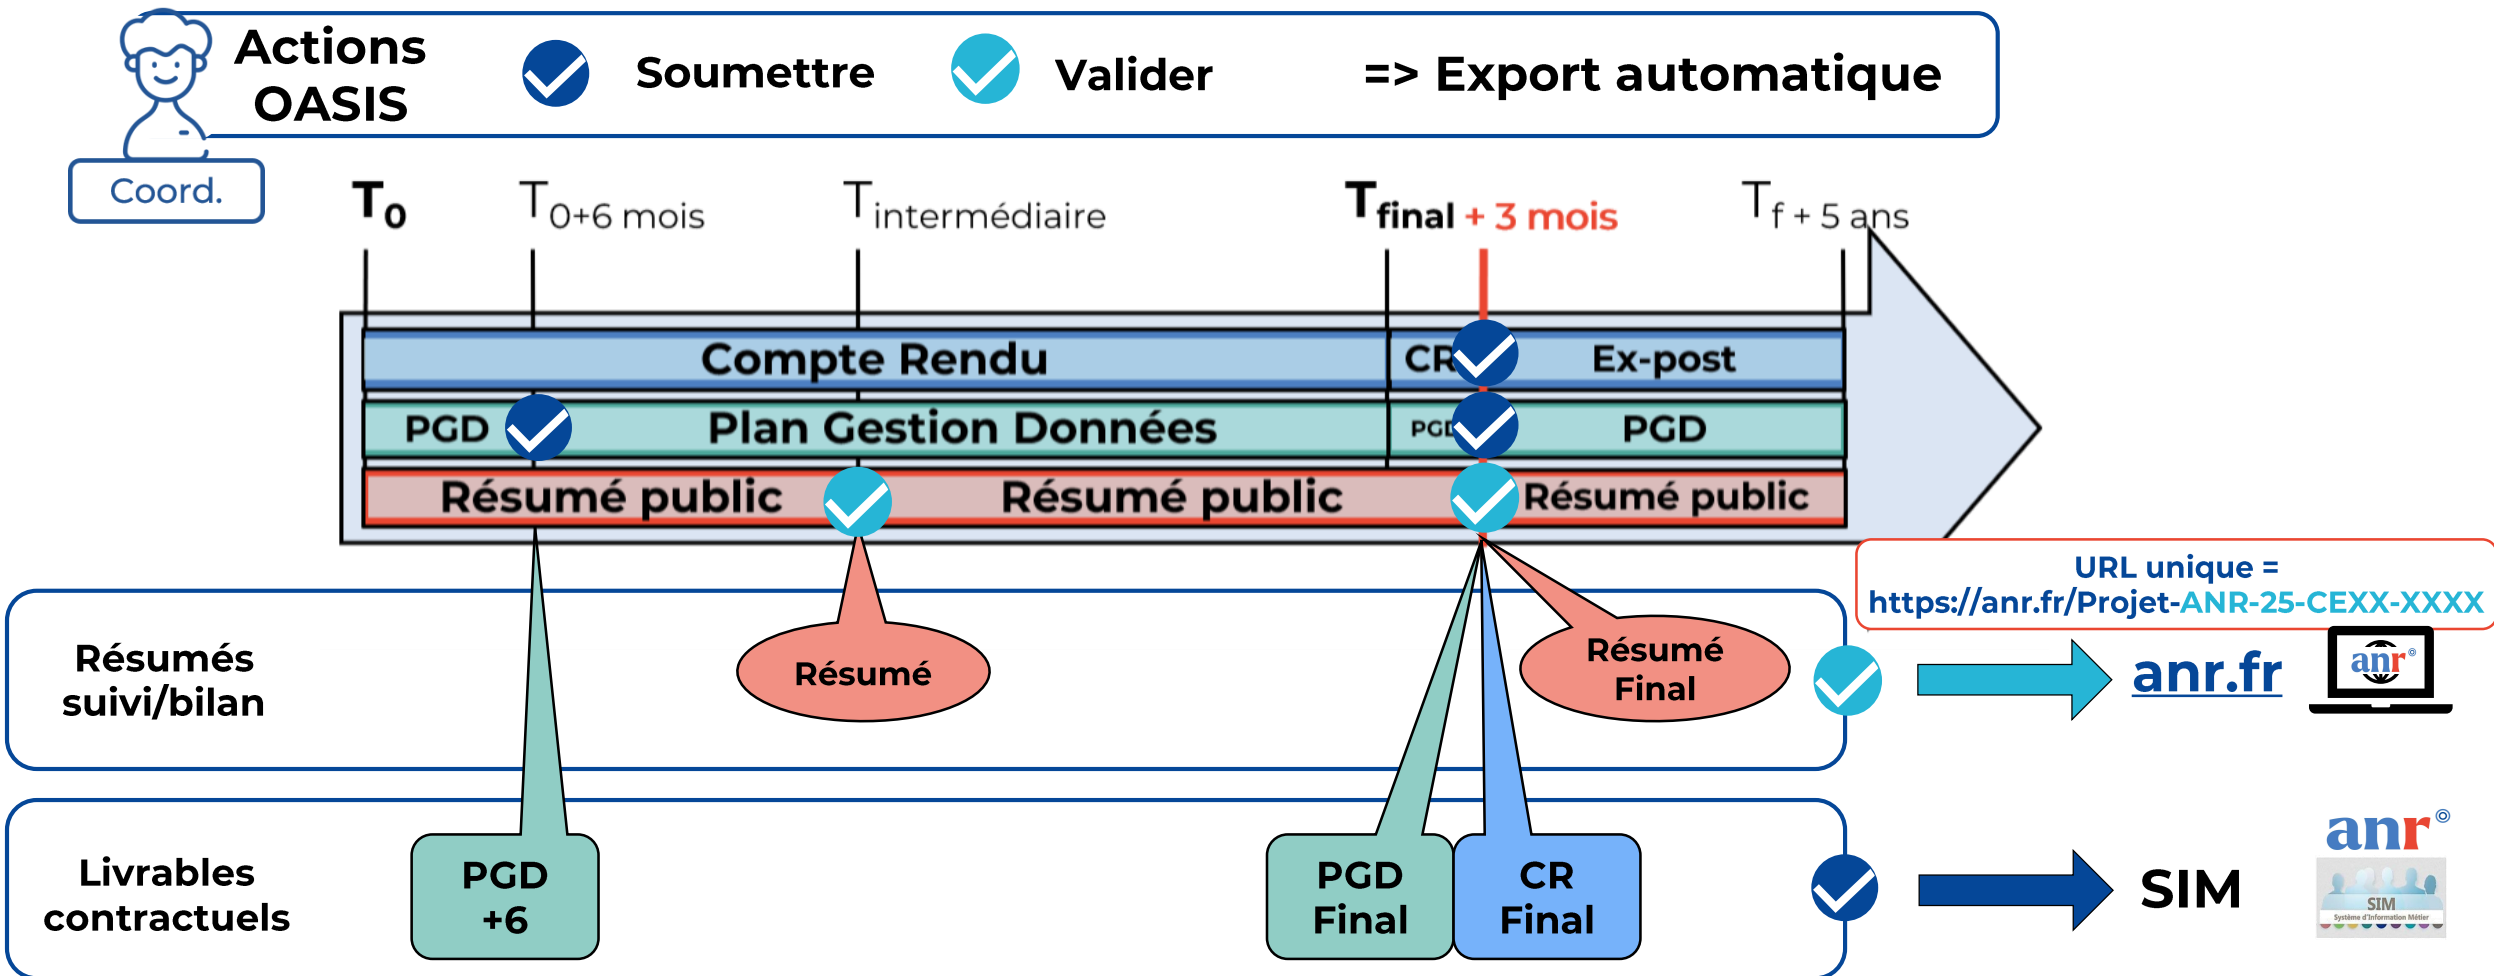 Actions
OASIS
Soumettre
Valider
=> Export automatique
Coord.
T0
T0+6 mois
Tintermédiaire
Tfinal + 3 mois
Tf + 5 ans
Compte Rendu
CR
Ex-post
PGD
Plan Gestion Données
PGD
PGD
Résumé public
Résumé public
Résumé public
URL unique =
https://anr.fr/Projet-ANR-25-CEXX-XXXX
Résumés
suivi/bilan
Résumé
Résumé
Final
anr.fr
anr
Livrables
contractuels
PGD
+6
PGD
Final
CR
Final
SIM
anr
SIM
Système d'Information Métier